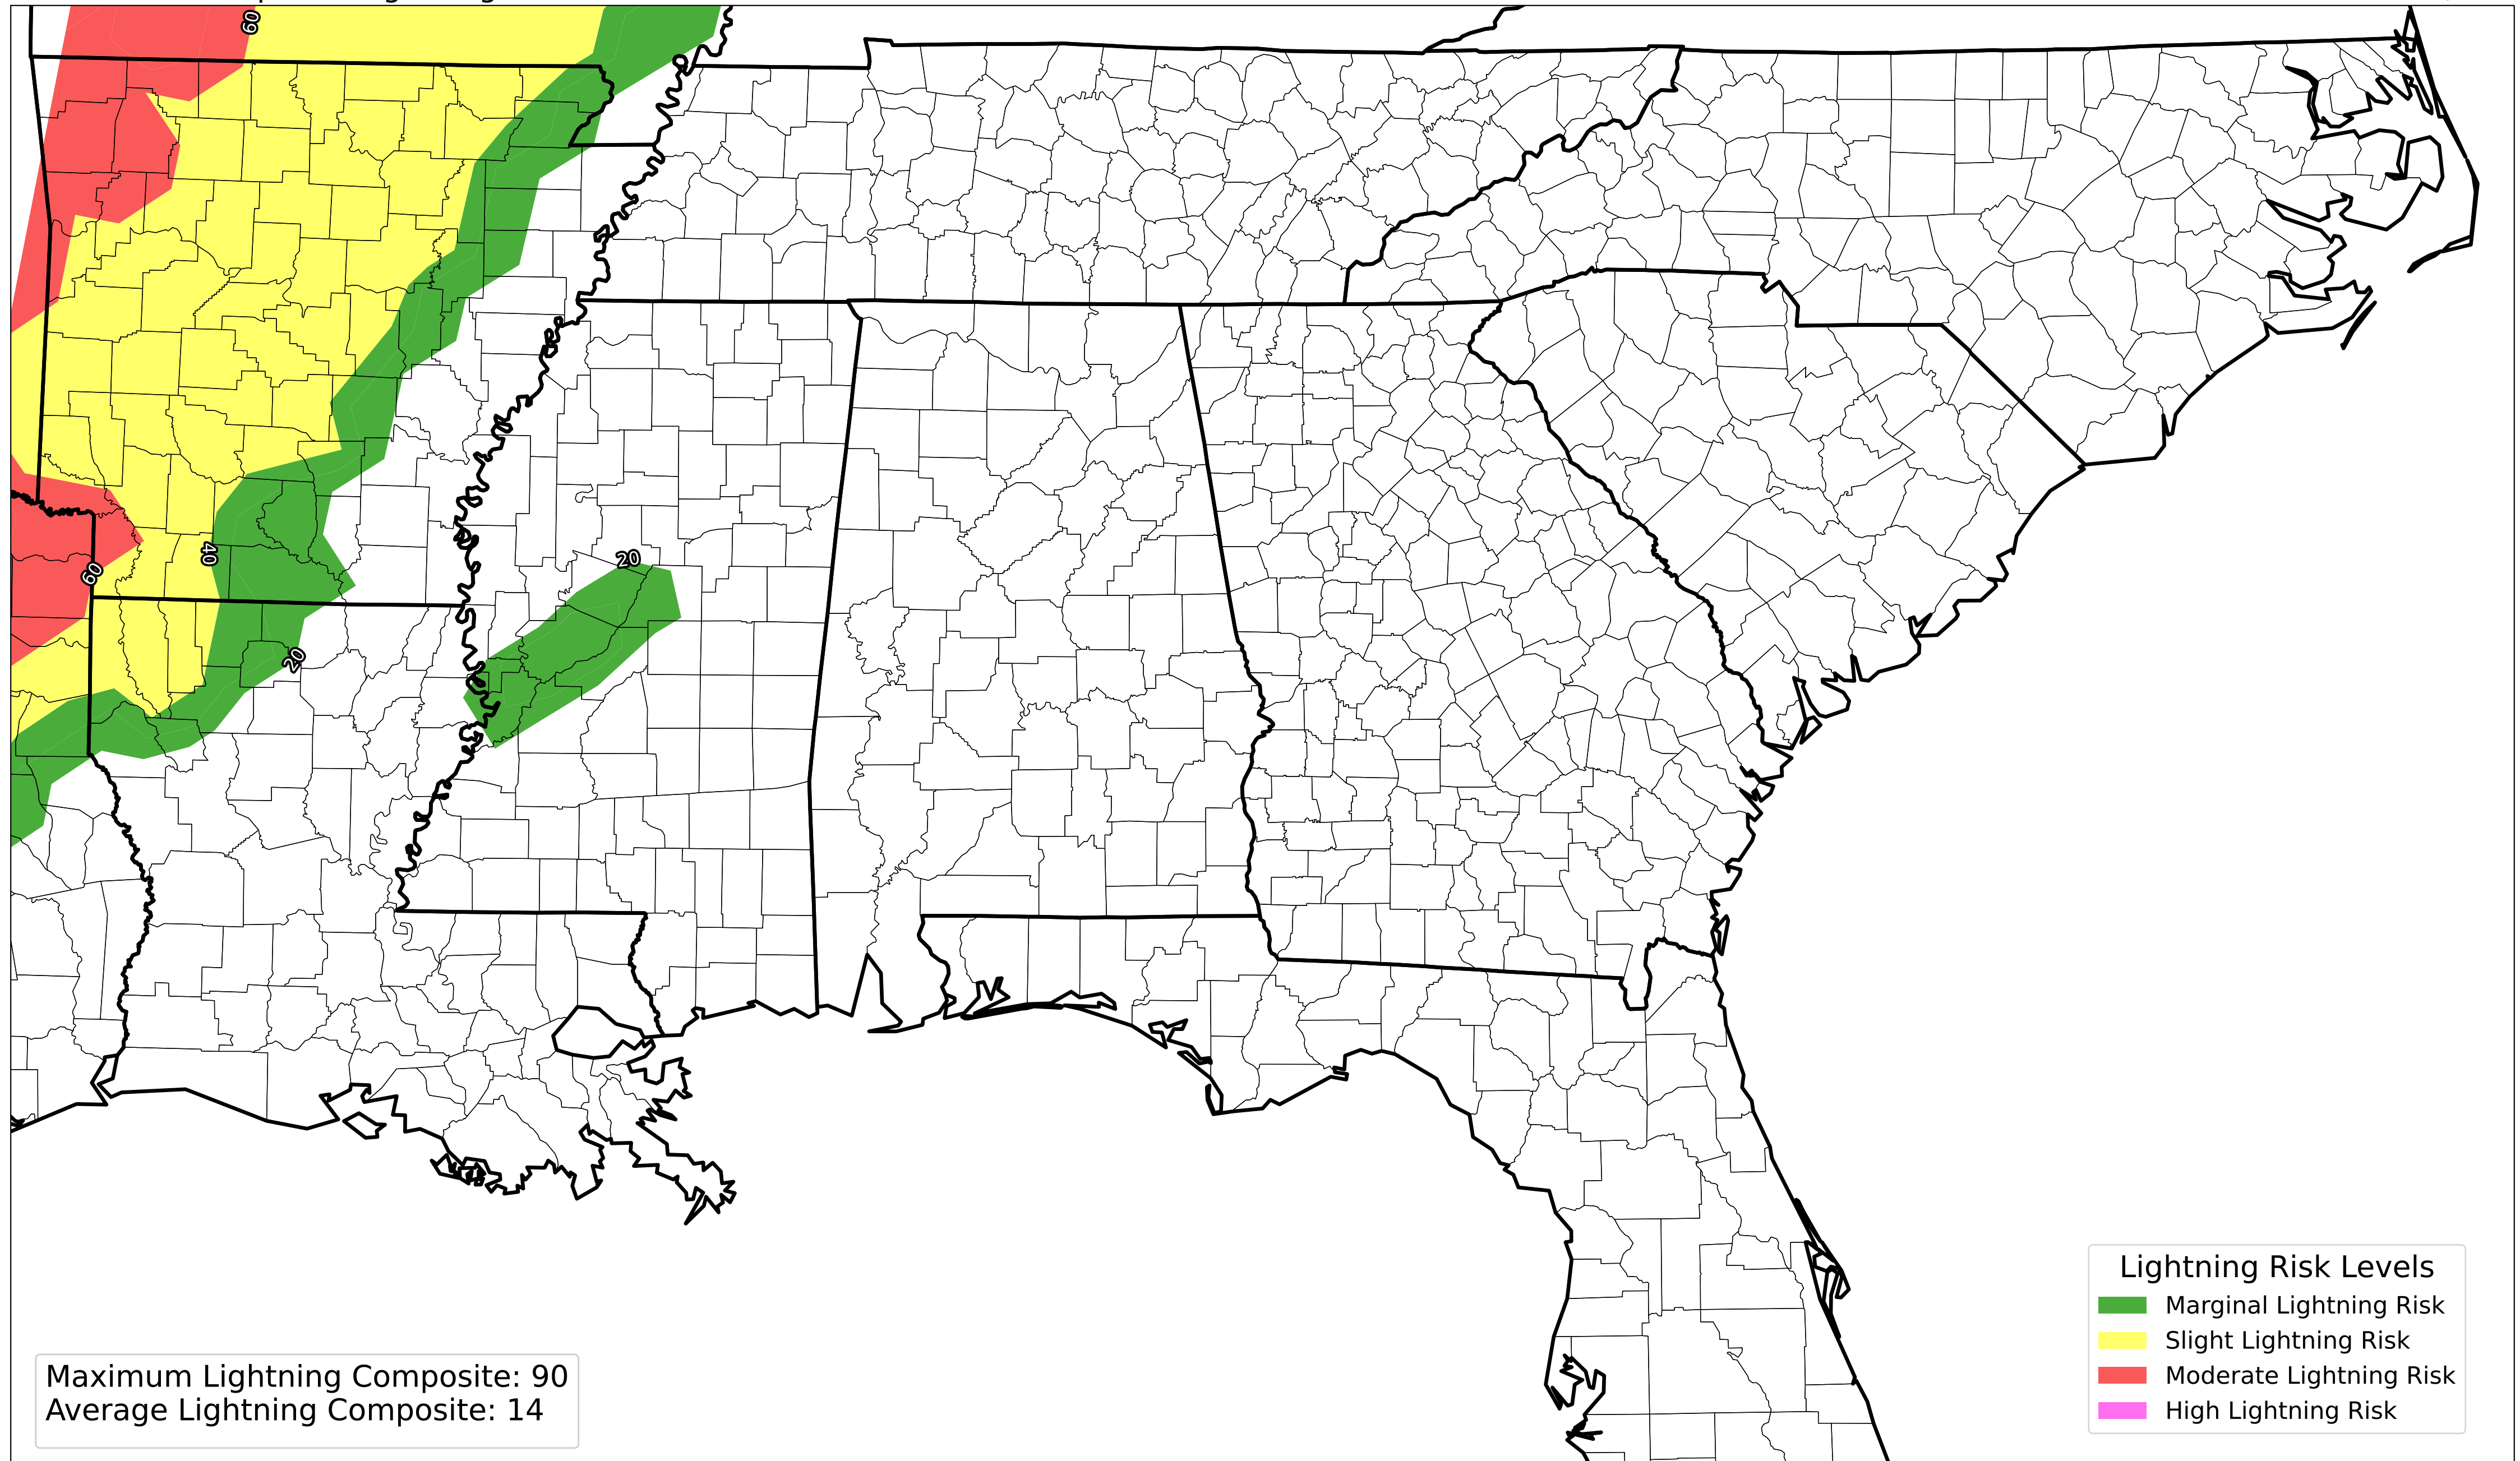 60
60
40
20
20
Lightning Risk Levels
Marginal Lightning Risk
Slight Lightning Risk
Moderate Lightning Risk
High Lightning Risk
Maximum Lightning Composite: 90
Average Lightning Composite: 14